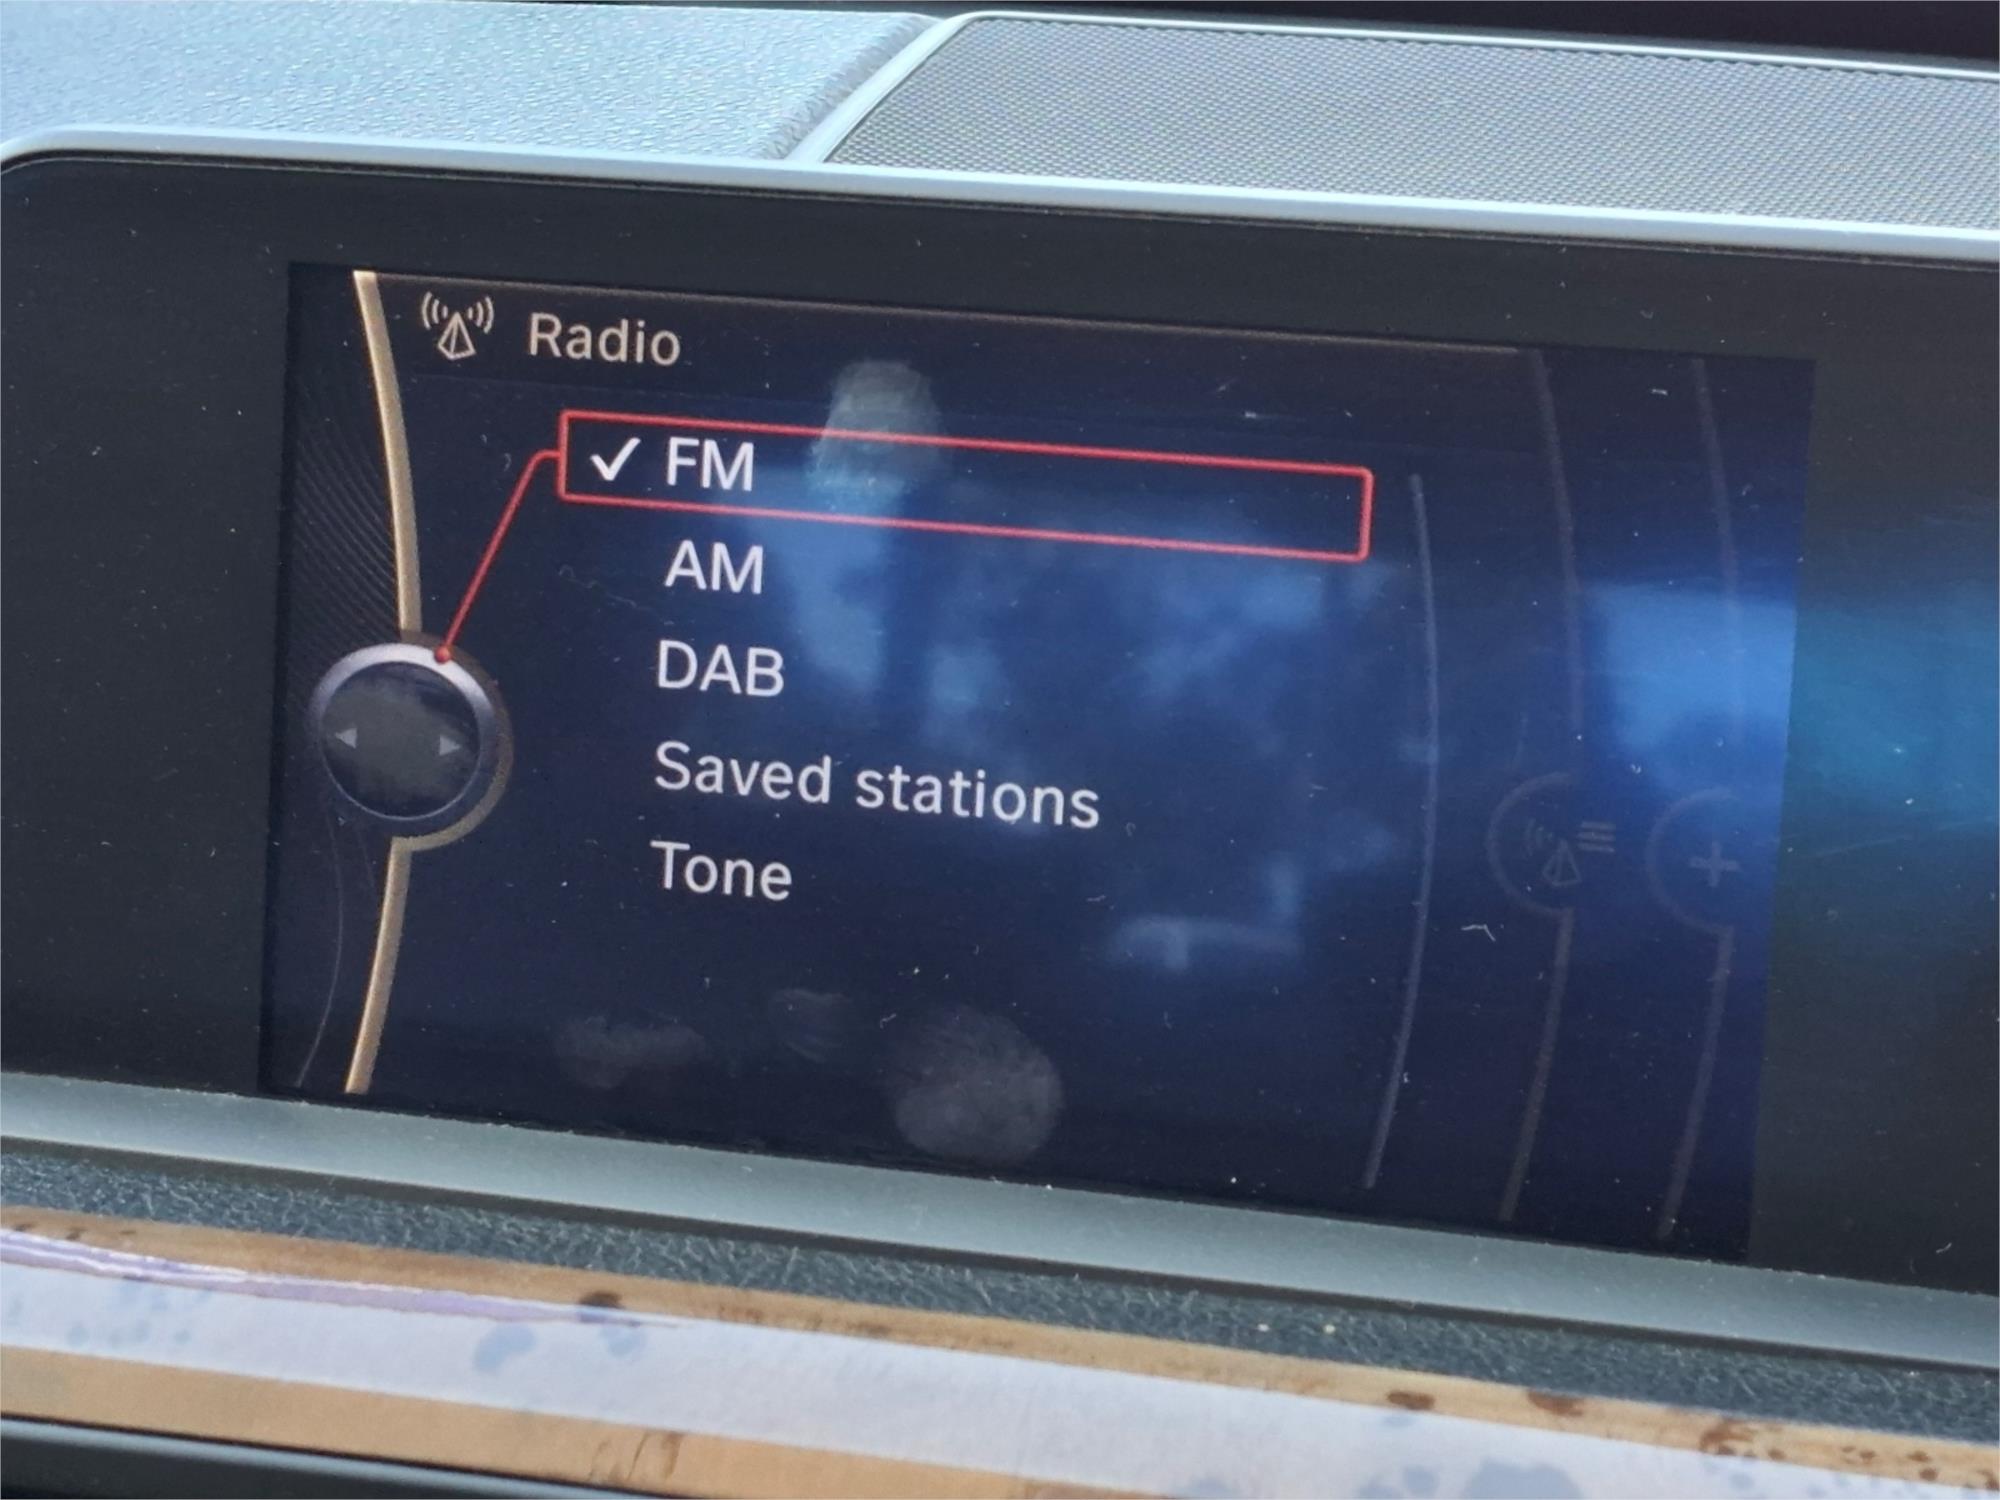 Radio
✓ FM
AM
DAB
Saved stations
Tone